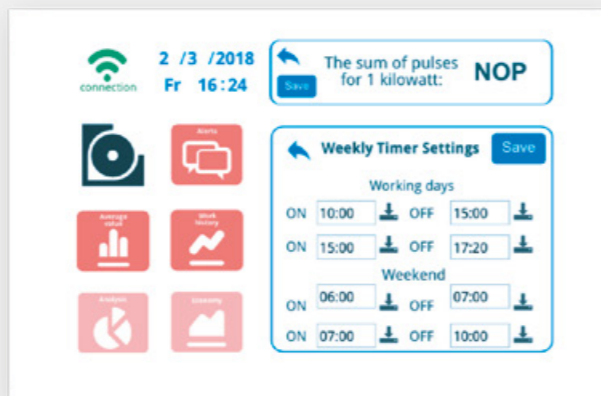 connection
2 /3 /2018
Fr 16:24
Save
The sum of pulses
for 1 kilowatt:
NOP
Alerts
Average
value
Work
history
Analysis
Economy
Weekly Timer Settings
Save
Working days
ON 10:00 OFF 15:00
ON 15:00 OFF 17:20
Weekend
ON 06:00 OFF 07:00
ON 07:00 OFF 10:00